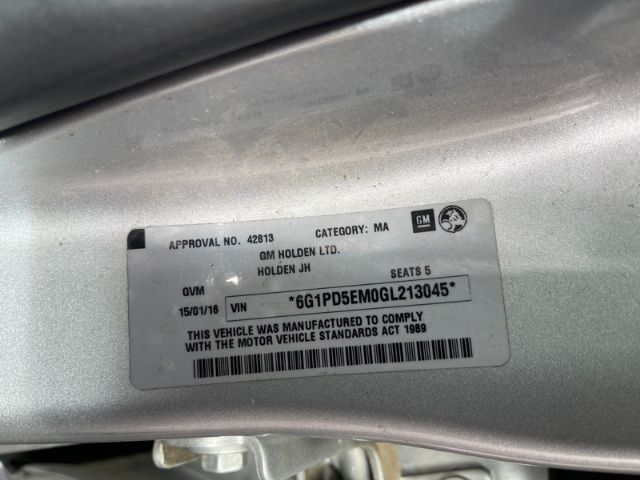 APPROVAL NO. 42813 CATEGORY: MA GM
GM HOLDEN LTD.
HOLDEN JH
GVM SEATS 5
15/01/16 VIN *6G1PD5EM0GL213045*
THIS VEHICLE WAS MANUFACTURED TO COMPLY
WITH THE MOTOR VEHICLE STANDARDS ACT 1989